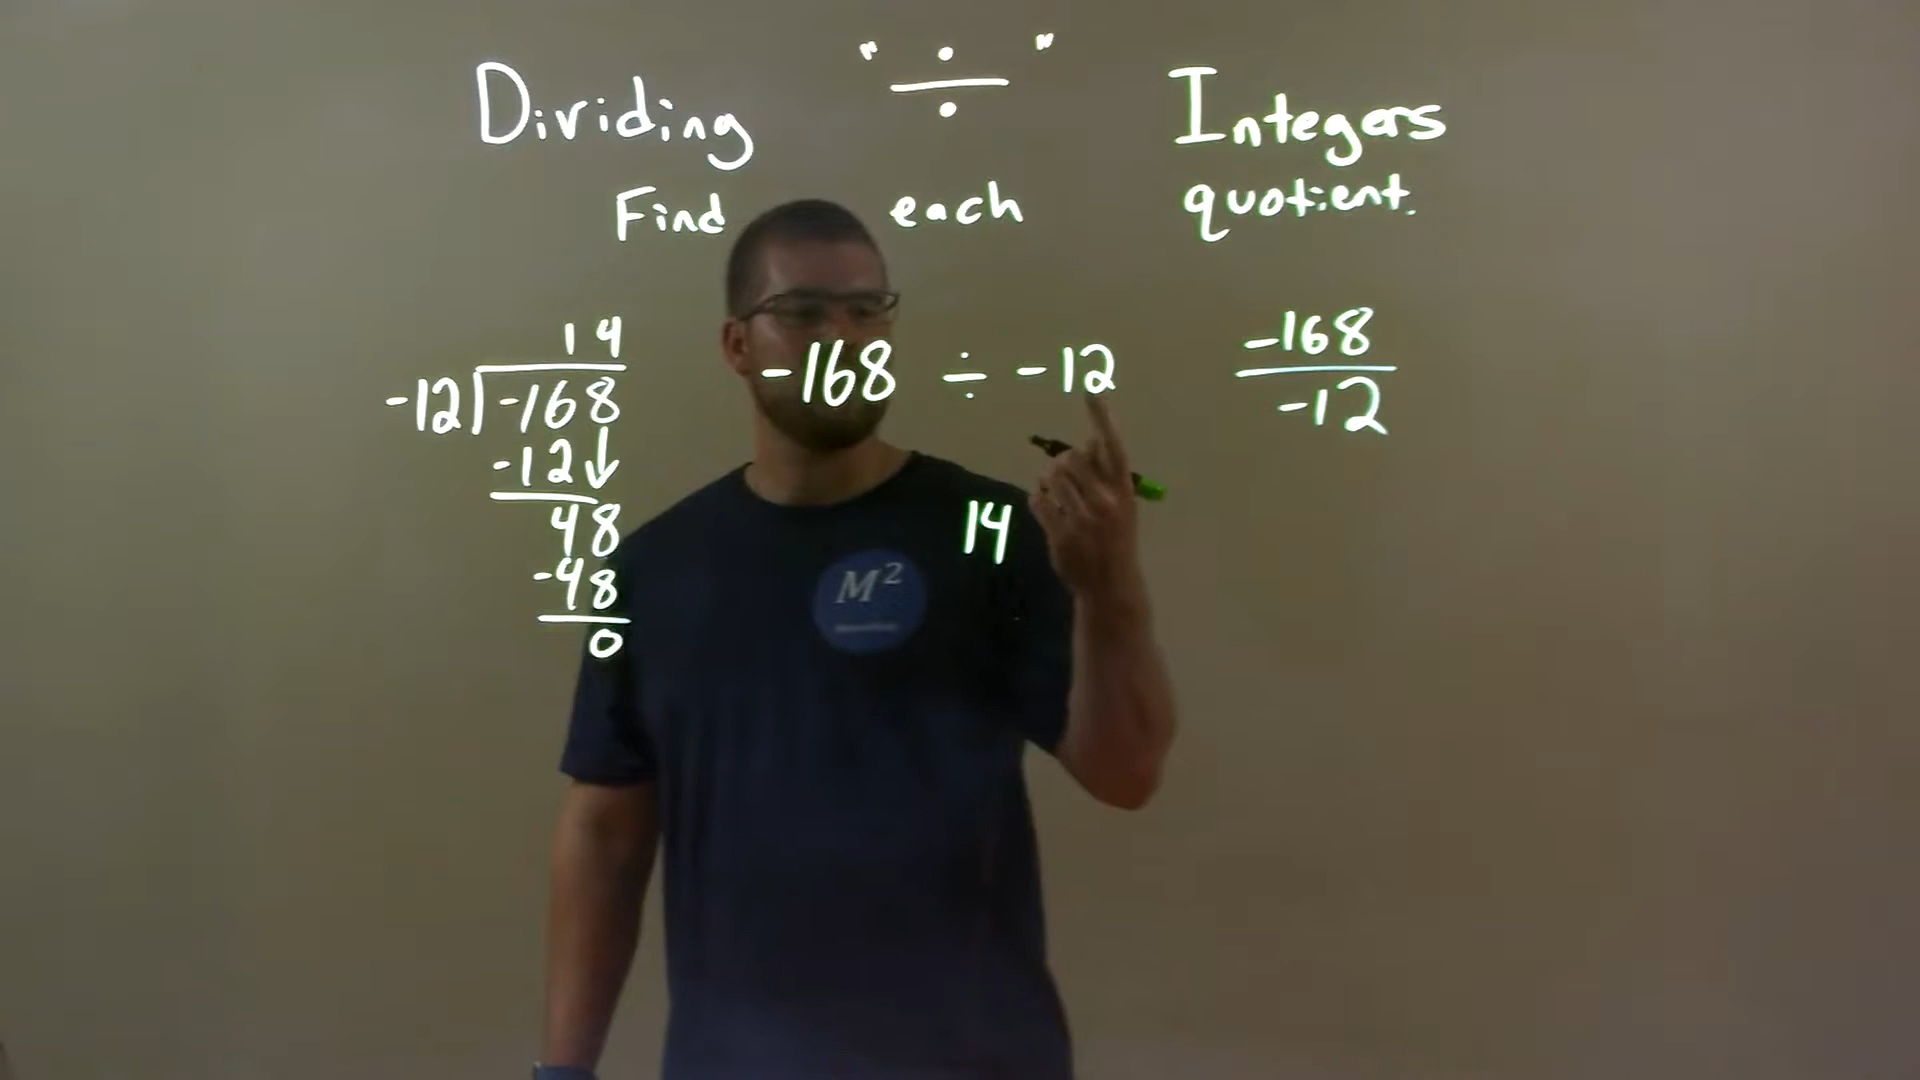 Dividing "÷" Integers
Find each quotient.
14
-12 -168
-12↓
48
-48
0
-168 ÷ -12
14
-168
-12
M²